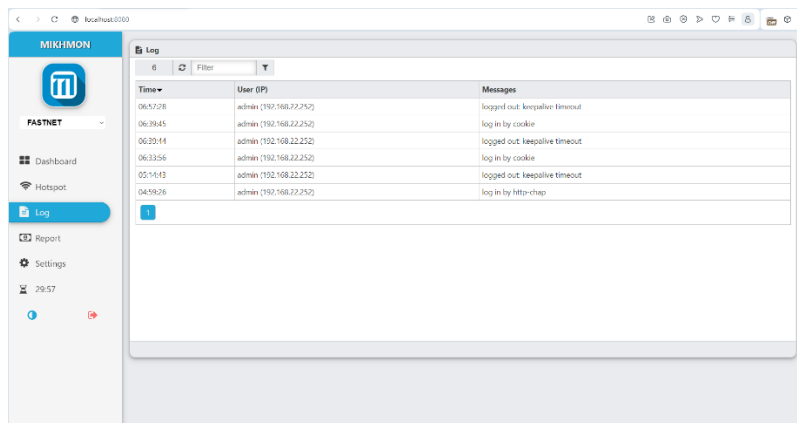 localhost:8080
MIKHMON
FASTNET
Dashboard
Hotspot
Log
Report
Settings
29:57
Log
6 Filter
Time User (IP) Messages
06:57:28 admin (192.168.22.252) logged out: keepalive timeout
06:39:45 admin (192.168.22.252) log in by cookie
06:39:44 admin (192.168.22.252) logged out: keepalive timeout
06:33:56 admin (192.168.22.252) log in by cookie
05:14:43 admin (192.168.22.252) logged out: keepalive timeout
04:59:26 admin (192.168.22.252) log in by http-chap
1